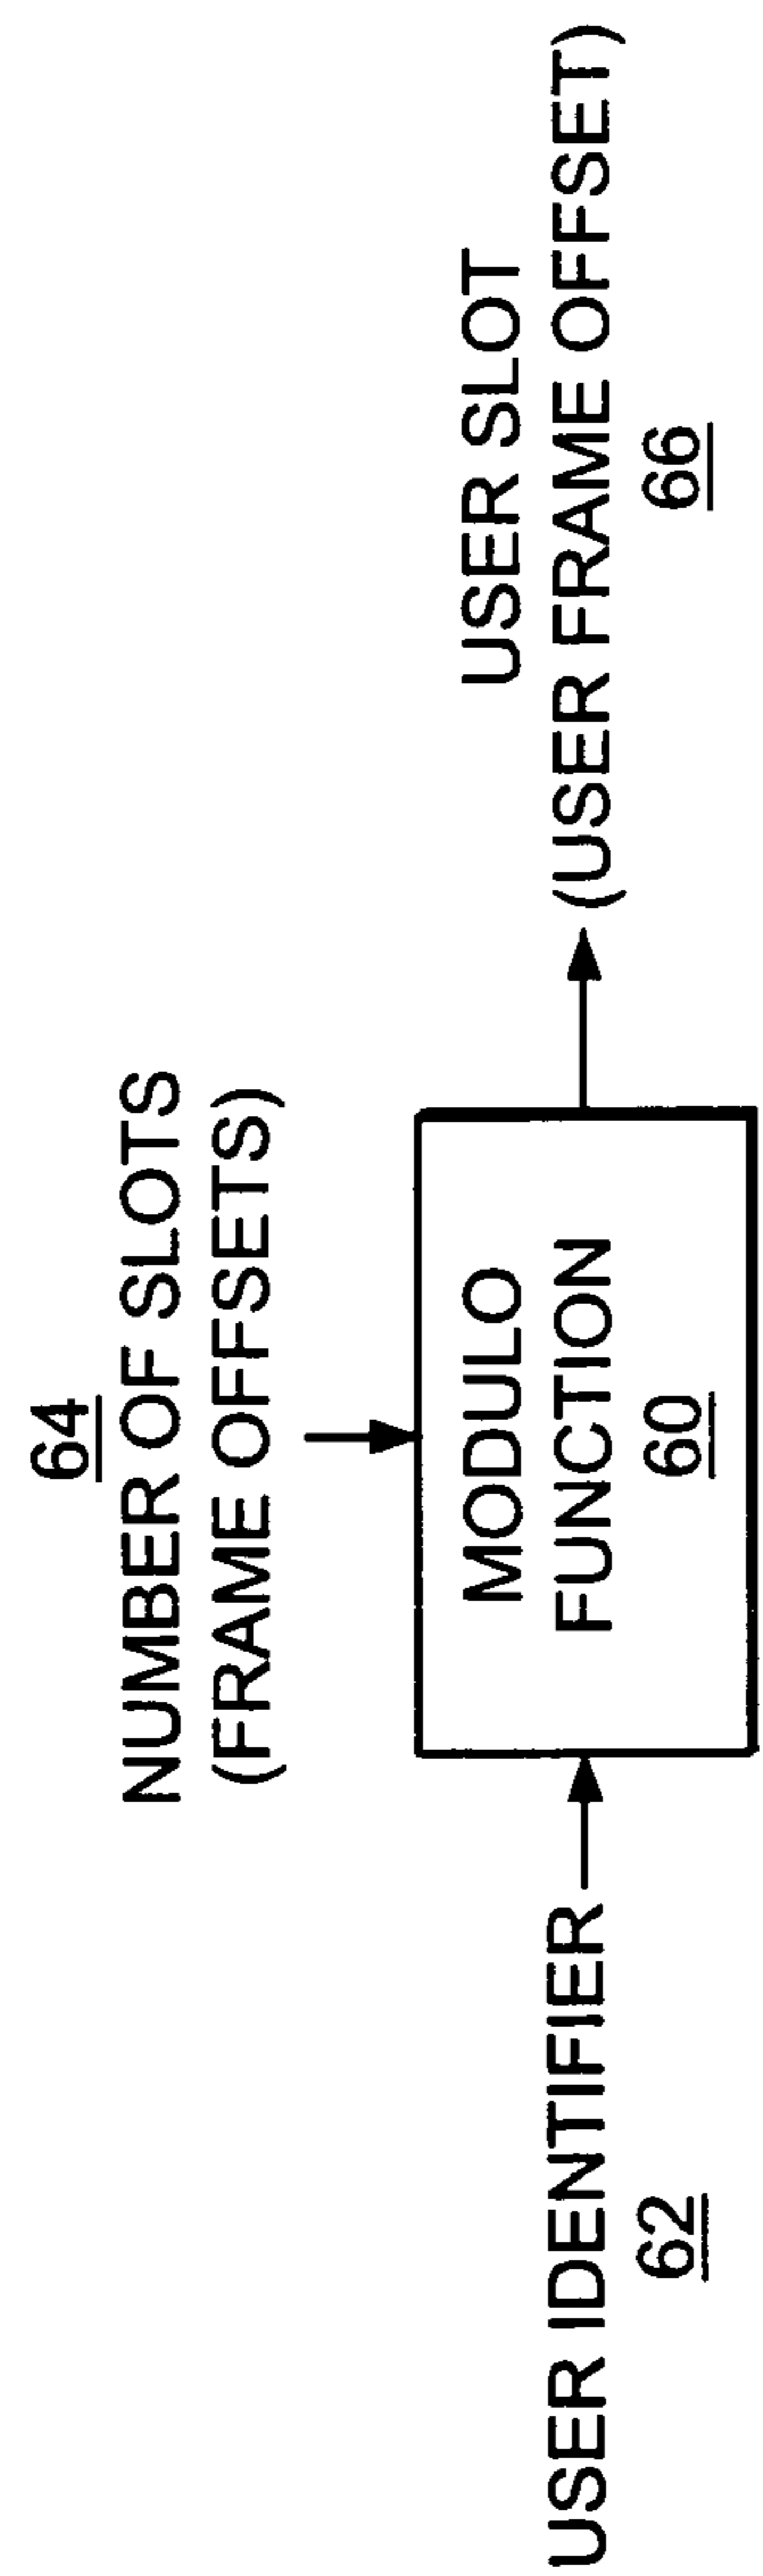 64
NUMBER OF SLOTS
(FRAME OFFSETS)
USER IDENTIFIER
62
MODULO
FUNCTION
60
USER SLOT
(USER FRAME OFFSET)
66